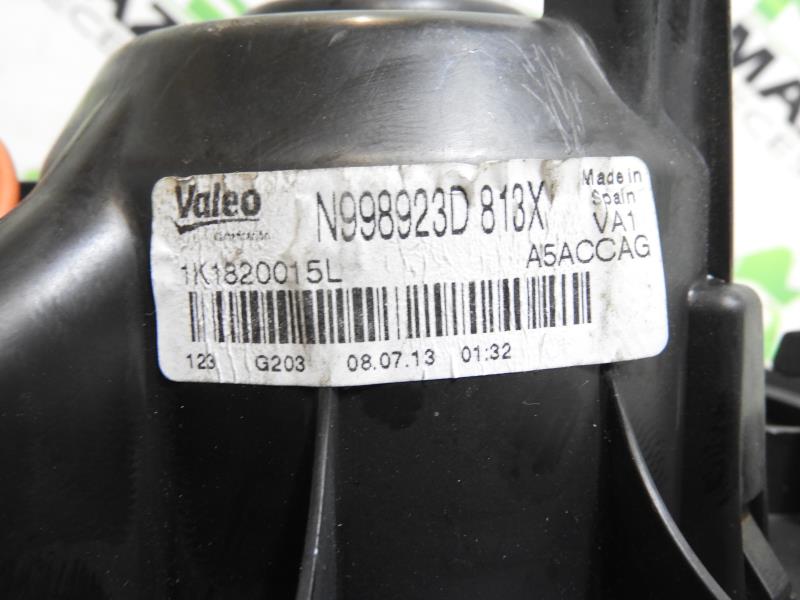 Valeo
N998923D 813X
Made in
Spain
VA1
1K1820015L
A5ACCAG
123 G203 08.07.13 01:32